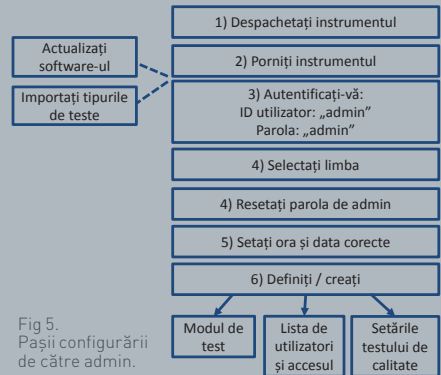 1) Despachetați instrumentul
Actualizați
software-ul
2) Porniți instrumentul
Importați tipurile
de teste
3) Autentificați-vă:
ID utilizator: „admin”
Parola: „admin”
4) Selectați limba
4) Resetați parola de admin
5) Setați ora și data corecte
6) Definiți / creați
Fig 5.
Pașii configurării
de către admin.
Modul de
test
Lista de
utilizatori
și accesul
Setările
testului de
calitate